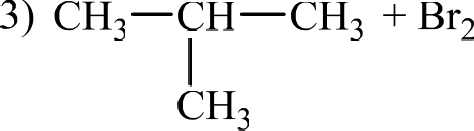 3) CH₃—CH—CH₃ + Br₂
CH₃